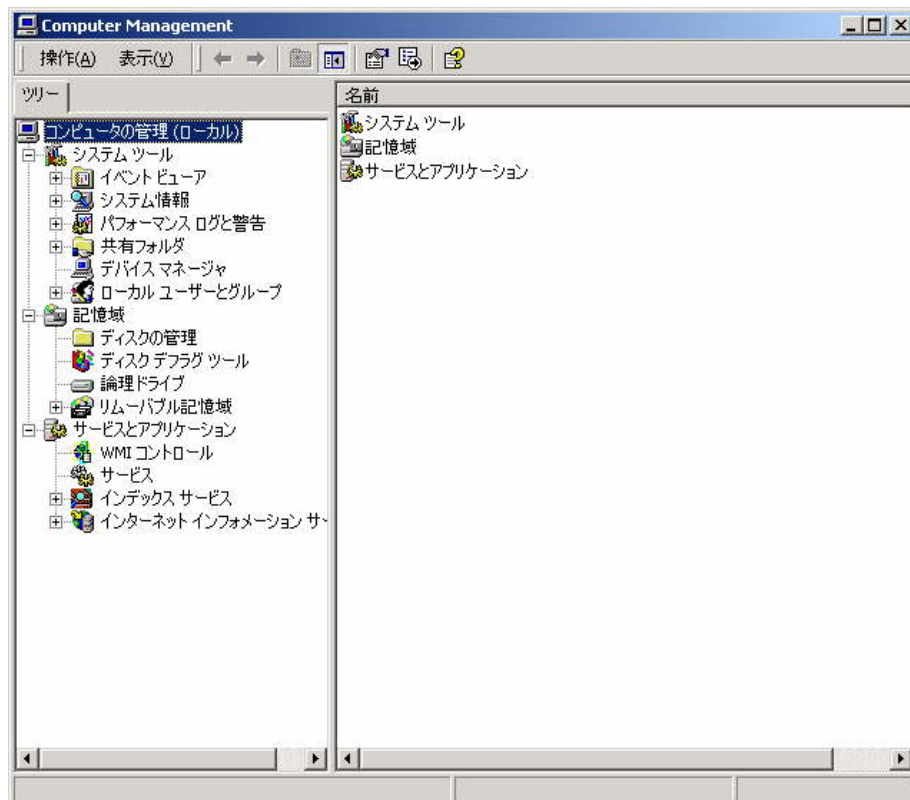 Computer Management
操作(A) 表示(V)
ツリー
コンピュータの管理 (ローカル)
システム ツール
イベント ビューア
システム情報
パフォーマンス ログと警告
共有フォルダ
デバイス マネージャ
ローカル ユーザーとグループ
記憶域
ディスクの管理
ディスク デフラグ ツール
論理ドライブ
リムーバブル記憶域
サービスとアプリケーション
WMI コントロール
サービス
インデックス サービス
インターネット インフォメーション サー
名前
システム ツール
記憶域
サービスとアプリケーション